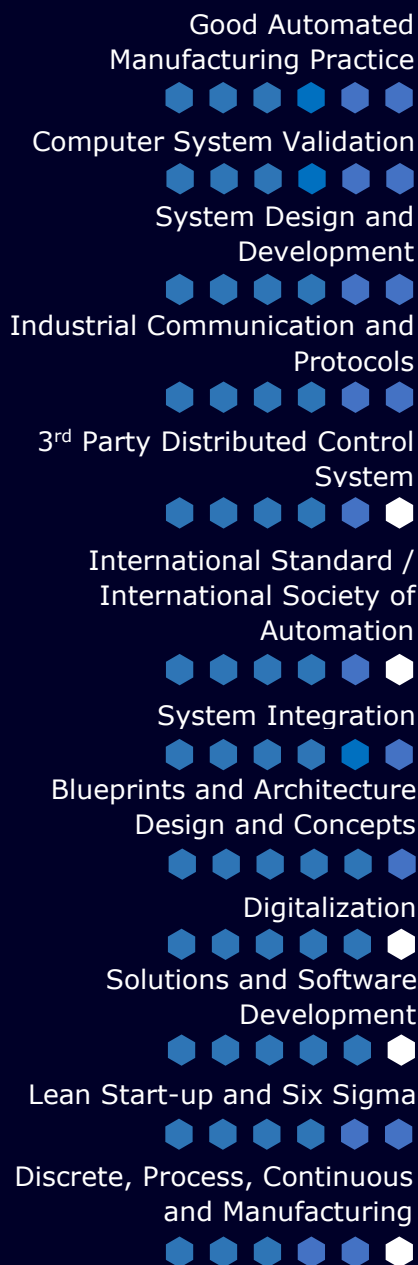 Good Automated
Manufacturing Practice
Computer System Validation
System Design and
Development
Industrial Communication and
Protocols
3rd Party Distributed Control
System
International Standard /
International Society of
Automation
System Integration
Blueprints and Architecture
Design and Concepts
Digitalization
Solutions and Software
Development
Lean Start-up and Six Sigma
Discrete, Process, Continuous
and Manufacturing